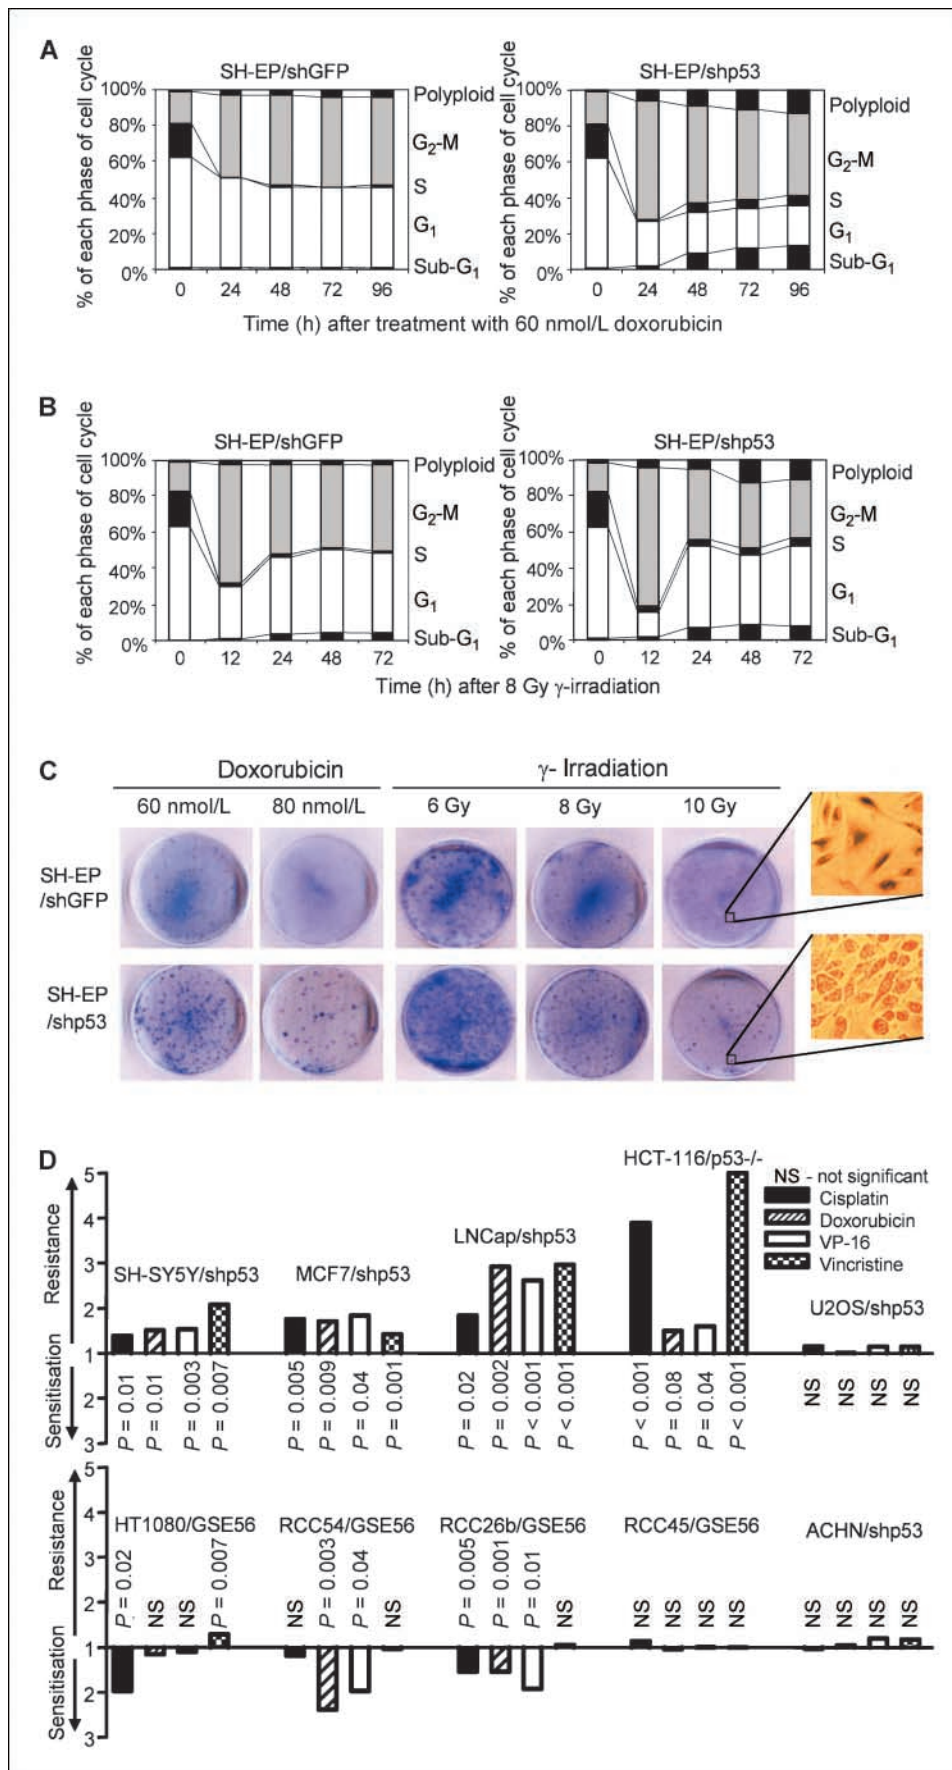 A
SH-EP/shGFP
SH-EP/shp53
% of each phase of cell cycle
100%
80%
60%
40%
20%
0%
Polyploid
G₂-M
S
G₁
Sub-G₁
0 24 48 72 96
% of each phase of cell cycle
100%
80%
60%
40%
20%
0%
Polyploid
G₂-M
S
G₁
Sub-G₁
0 24 48 72 96
Time (h) after treatment with 60 nmol/L doxorubicin
B
SH-EP/shGFP
SH-EP/shp53
% of each phase of cell cycle
100%
80%
60%
40%
20%
0%
Polyploid
G₂-M
S
G₁
Sub-G₁
0 12 24 48 72
% of each phase of cell cycle
100%
80%
60%
40%
20%
0%
Polyploid
G₂-M
S
G₁
Sub-G₁
0 12 24 48 72
Time (h) after 8 Gy γ-irradiation
C
Doxorubicin
γ- Irradiation
60 nmol/L 80 nmol/L 6 Gy 8 Gy 10 Gy
SH-EP
/shGFP
SH-EP
/shp53
D
Resistance
Sensitisation
5
4
3
2
1
2
3
HCT-116/p53-/-
NS - not significant
Cisplatin
Doxorubicin
VP-16
Vincristine
LNCap/shp53
SH-SY5Y/shp53
MCF7/shp53
U2OS/shp53
P = 0.01
P = 0.01
P = 0.003
P = 0.007
P = 0.005
P = 0.009
P = 0.04
P = 0.001
P = 0.02
P = 0.002
P < 0.001
P < 0.001
P < 0.001
P = 0.08
P = 0.04
P < 0.001
NS
NS
NS
NS
Resistance
Sensitisation
5
4
3
2
1
2
3
HT1080/GSE56
RCC54/GSE56
RCC26b/GSE56
RCC45/GSE56
ACHN/shp53
P = 0.02
NS
NS
P = 0.007
NS
P = 0.003
P = 0.04
NS
P = 0.005
P = 0.001
P = 0.01
NS
NS
NS
NS
NS
NS
NS
NS
NS